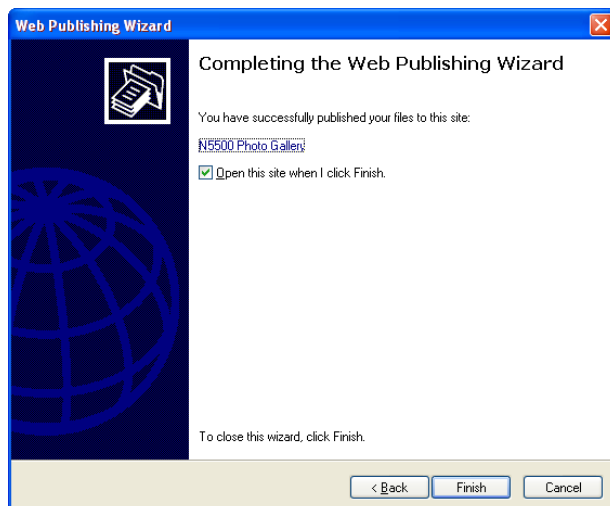 Web Publishing Wizard
Completing the Web Publishing Wizard
You have successfully published your files to this site:
N5500 Photo Gallery
Open this site when I click Finish.
To close this wizard, click Finish.
< Back Finish Cancel